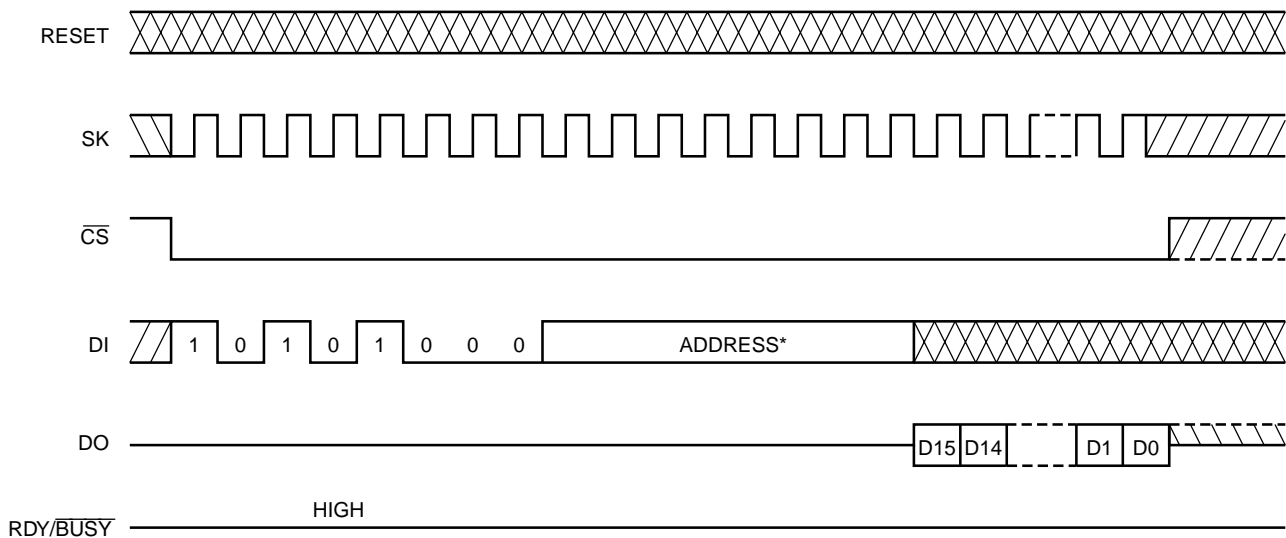 RESET
SK
CS
DI 1 0 1 0 1 0 0 0 ADDRESS*
DO D15 D14 D1 D0
HIGH
RDY/BUSY